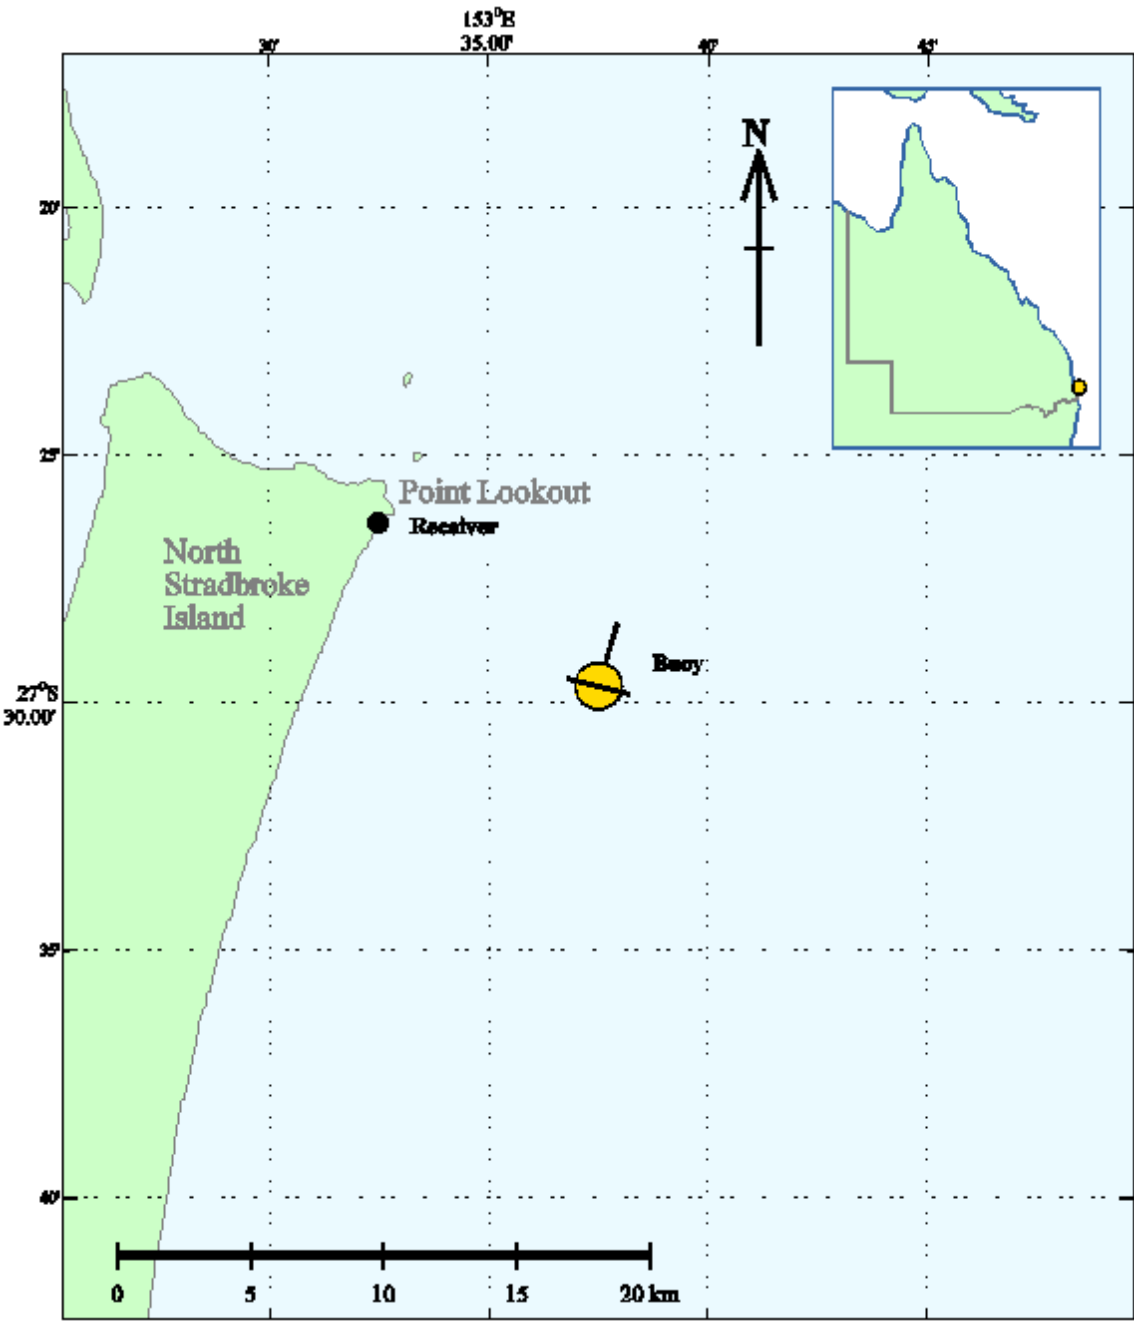 153°E
35.00'
30'
40'
45'
N
20'
25'
Point Lookout
Receiver
North
Stradbroke
Island
Buoy
27°S
30.00'
35'
40'
0 5 10 15 20 km